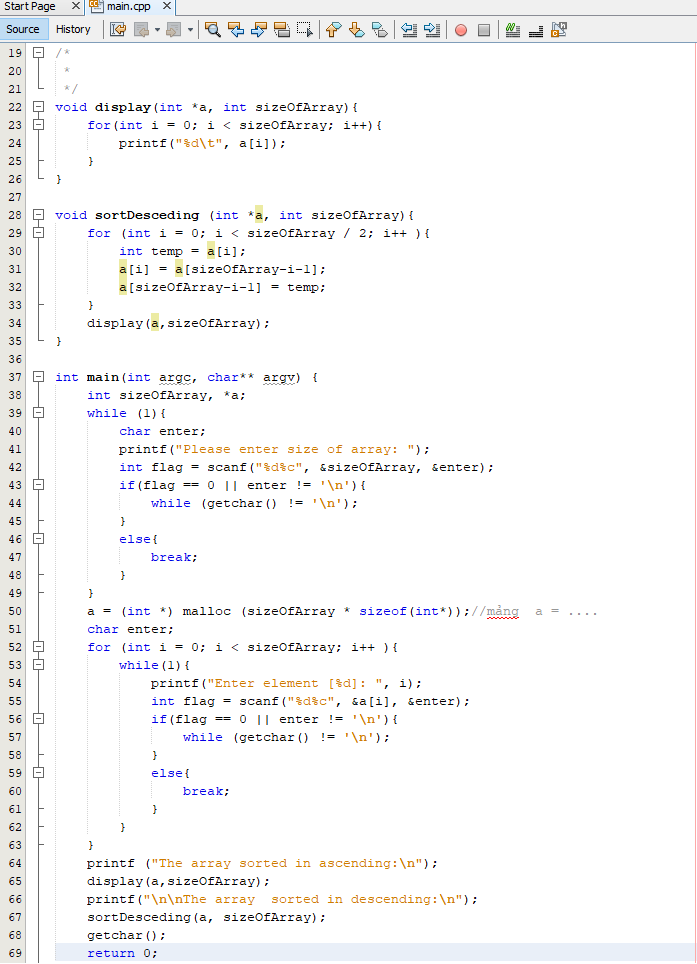 Start Page main.cpp
Source History
19 /*
20 *
21 */
22 void display(int *a, int sizeOfArray){
23 for(int i = 0; i < sizeOfArray; i++){
24 printf("%d\t", a[i]);
25 }
26 }
27
28 void sortDesceding (int *a, int sizeOfArray){
29 for (int i = 0; i < sizeOfArray / 2; i++ ){
30 int temp = a[i];
31 a[i] = a[sizeOfArray-i-1];
32 a[sizeOfArray-i-1] = temp;
33 }
34 display(a,sizeOfArray);
35 }
36
37 int main(int argc, char** argv) {
38 int sizeOfArray, *a;
39 while (1){
40 char enter;
41 printf("Please enter size of array: ");
42 int flag = scanf("%d%c", &sizeOfArray, &enter);
43 if(flag == 0 || enter != '\n'){
44 while (getchar() != '\n');
45 }
46 else{
47 break;
48 }
49 }
50 a = (int *) malloc (sizeOfArray * sizeof(int*));//mảng a = ....
51 char enter;
52 for (int i = 0; i < sizeOfArray; i++ ){
53 while(1){
54 printf("Enter element [%d]: ", i);
55 int flag = scanf("%d%c", &a[i], &enter);
56 if(flag == 0 || enter != '\n'){
57 while (getchar() != '\n');
58 }
59 else{
60 break;
61 }
62 }
63 }
64 printf ("The array sorted in ascending:\n");
65 display(a,sizeOfArray);
66 printf("\n\nThe array  sorted in descending:\n");
67 sortDesceding(a, sizeOfArray);
68 getchar();
69 return 0;